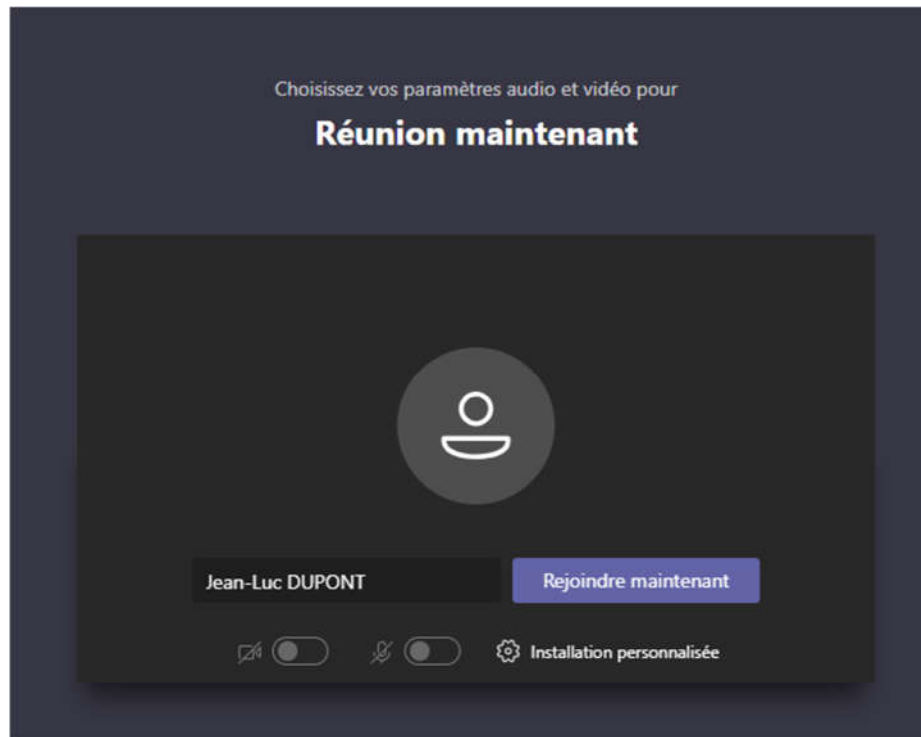 Choisissez vos paramètres audio et vidéo pour
Réunion maintenant
Jean-Luc DUPONT
Rejoindre maintenant
Installation personnalisée